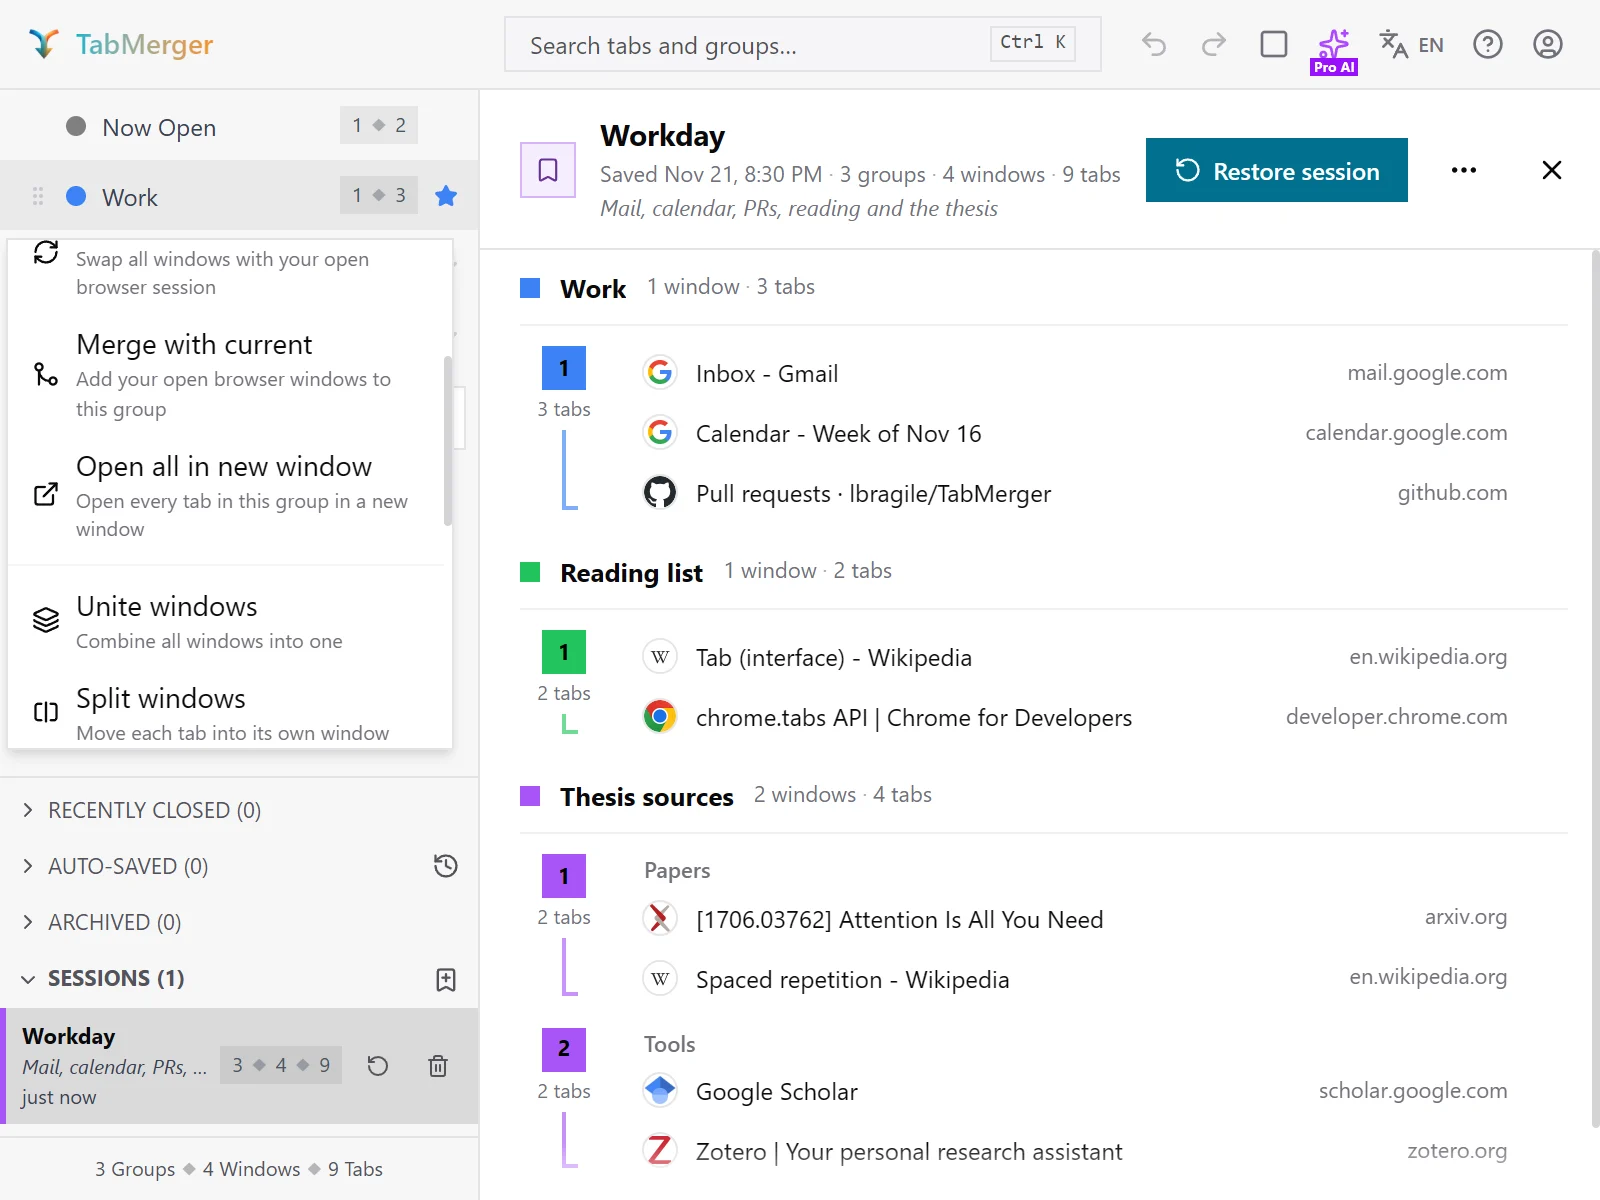 TabMerger
Search tabs and groups...
Ctrl K
Pro AI
EN
Now Open
1 ◆ 2
Work
1 ◆ 3
Swap all windows with your open
browser session
Merge with current
Add your open browser windows to
this group
Open all in new window
Open every tab in this group in a new
window
Unite windows
Combine all windows into one
Split windows
Move each tab into its own window
RECENTLY CLOSED (0)
AUTO-SAVED (0)
ARCHIVED (0)
SESSIONS (1)
Workday
Mail, calendar, PRs, ...
3 ◆ 4 ◆ 9
just now
3 Groups ◆ 4 Windows ◆ 9 Tabs
Workday
Saved Nov 21, 8:30 PM · 3 groups · 4 windows · 9 tabs
Mail, calendar, PRs, reading and the thesis
Restore session
Work 1 window · 3 tabs
1
3 tabs
Inbox - Gmail mail.google.com
Calendar - Week of Nov 16 calendar.google.com
Pull requests · lbragile/TabMerger github.com
Reading list 1 window · 2 tabs
1
2 tabs
Tab (interface) - Wikipedia en.wikipedia.org
chrome.tabs API | Chrome for Developers developer.chrome.com
Thesis sources 2 windows · 4 tabs
1
2 tabs
Papers
[1706.03762] Attention Is All You Need arxiv.org
Spaced repetition - Wikipedia en.wikipedia.org
2
2 tabs
Tools
Google Scholar scholar.google.com
Zotero | Your personal research assistant zotero.org